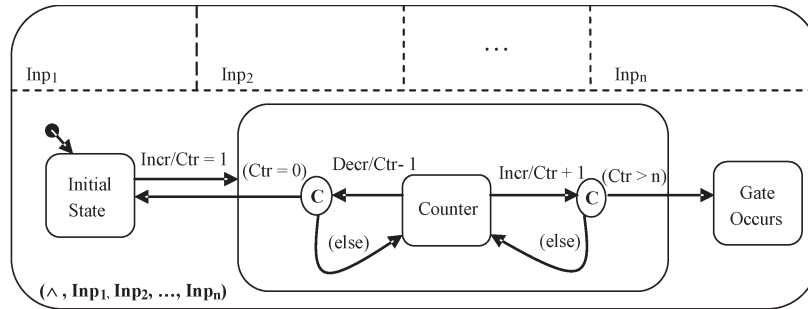 ...
Inp1
Inp2
Inpn
Incr/Ctr = 1
(Ctr = 0)
Decr/Ctr- 1
Incr/Ctr + 1
(Ctr > n)
Initial
State
C
Counter
C
Gate
Occurs
(else)
(else)
(∧ , Inp1, Inp2, ..., Inpn)